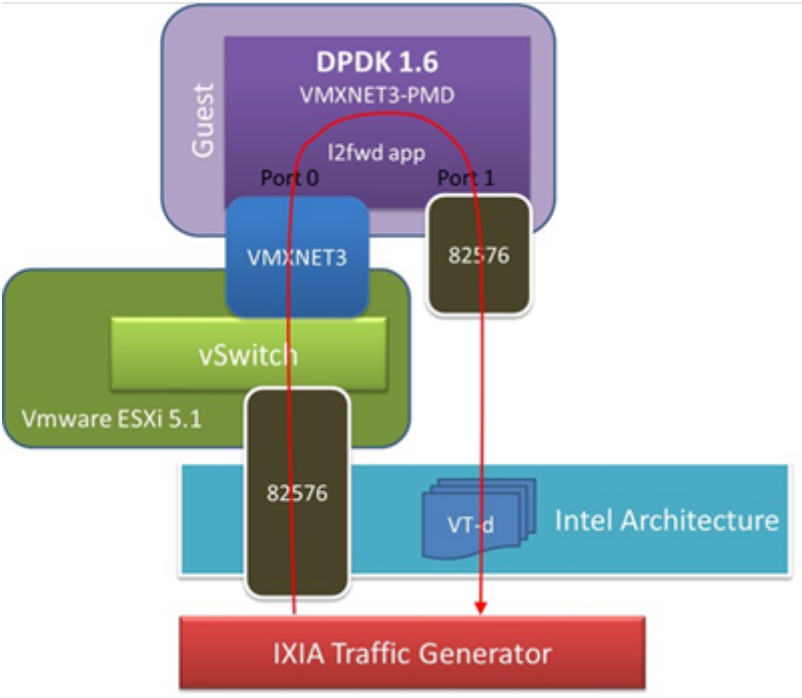 DPDK 1.6
VMXNET3-PMD
Guest
l2fwd app
Port 0
Port 1
VMXNET3
82576
vSwitch
Vmware ESXi 5.1
82576
VT-d
Intel Architecture
IXIA Traffic Generator